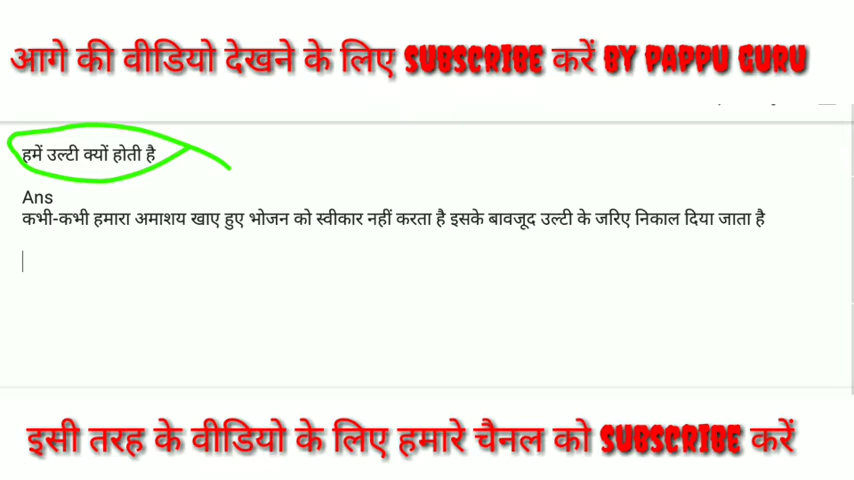 आगे की वीडियो देखने के लिए SUBSCRIBE करें BY PAPPU GURU
हमें उल्टी क्यों होती है
Ans
कभी-कभी हमारा अमाशय खाए हुए भोजन को स्वीकार नहीं करता है इसके बावजूद उल्टी के जरिए निकाल दिया जाता है
इसी तरह के वीडियो के लिए हमारे चैनल को SUBSCRIBE करें